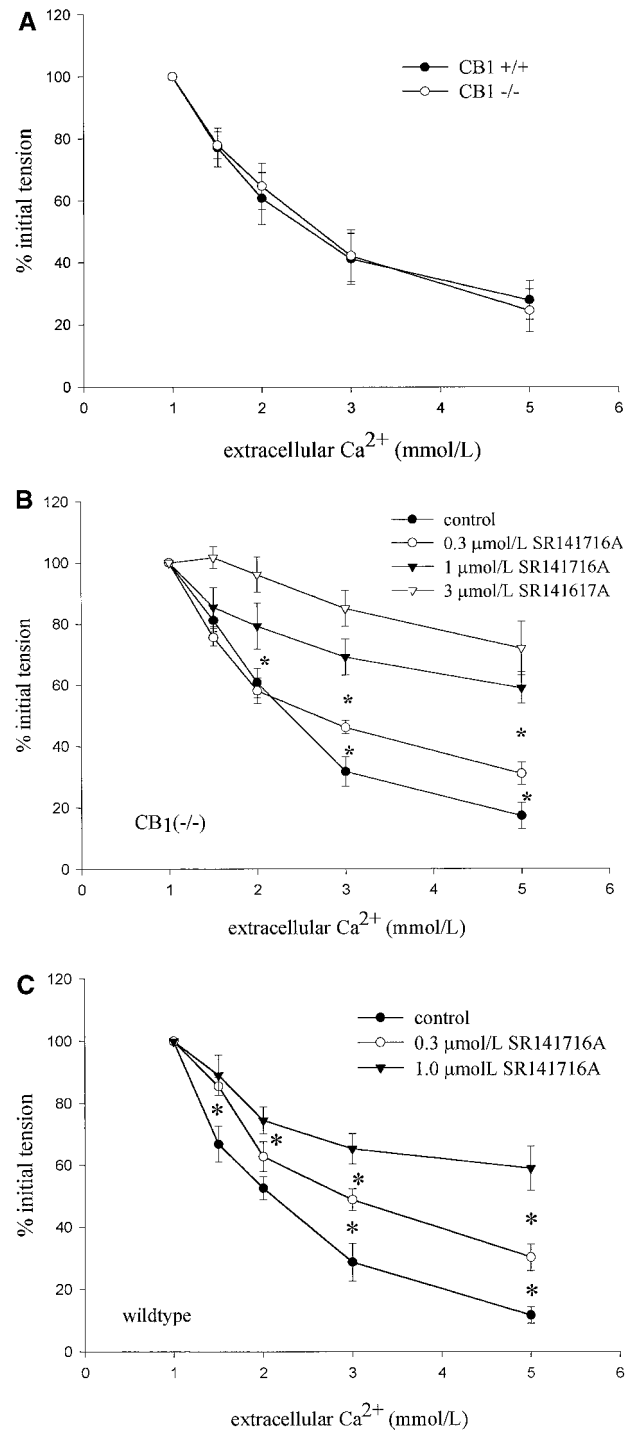 A
120
100
80
60
40
20
0
% initial tension
CB1 +/+
CB1 -/-
0 1 2 3 4 5 6
extracellular Ca2+ (mmol/L)
B
120
100
80
60
40
20
0
% initial tension
control
0.3 μmol/L SR141716A
1 μmol/L SR141716A
3 μmol/L SR141617A
*
*
*
*
*
CB1(-/-)
0 1 2 3 4 5 6
extracellular Ca2+ (mmol/L)
C
120
100
80
60
40
20
0
% initial tension
control
0.3 μmol/L SR141716A
1.0 μmolL SR141716A
*
*
*
*
*
*
wildtype
0 1 2 3 4 5 6
extracellular Ca2+ (mmol/L)